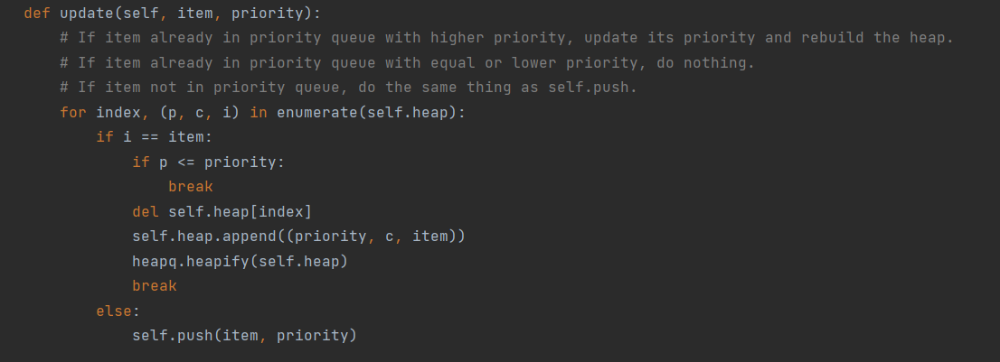 def update(self, item, priority):
    # If item already in priority queue with higher priority, update its priority and rebuild the heap.
    # If item already in priority queue with equal or lower priority, do nothing.
    # If item not in priority queue, do the same thing as self.push.
    for index, (p, c, i) in enumerate(self.heap):
        if i == item:
            if p <= priority:
                break
            del self.heap[index]
            self.heap.append((priority, c, item))
            heapq.heapify(self.heap)
            break
        else:
            self.push(item, priority)